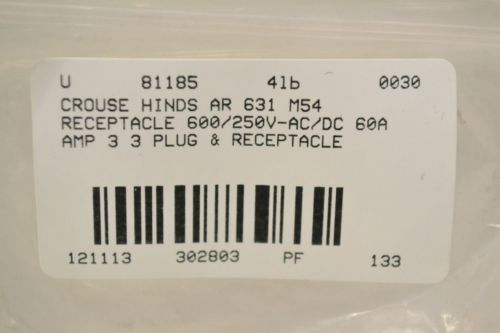 U 81185 4lb 0030
CROUSE HINDS AR 631 M54
RECEPTACLE 600/250V-AC/DC 60A
AMP 3 3 PLUG & RECEPTACLE
121113 302803 PF 133